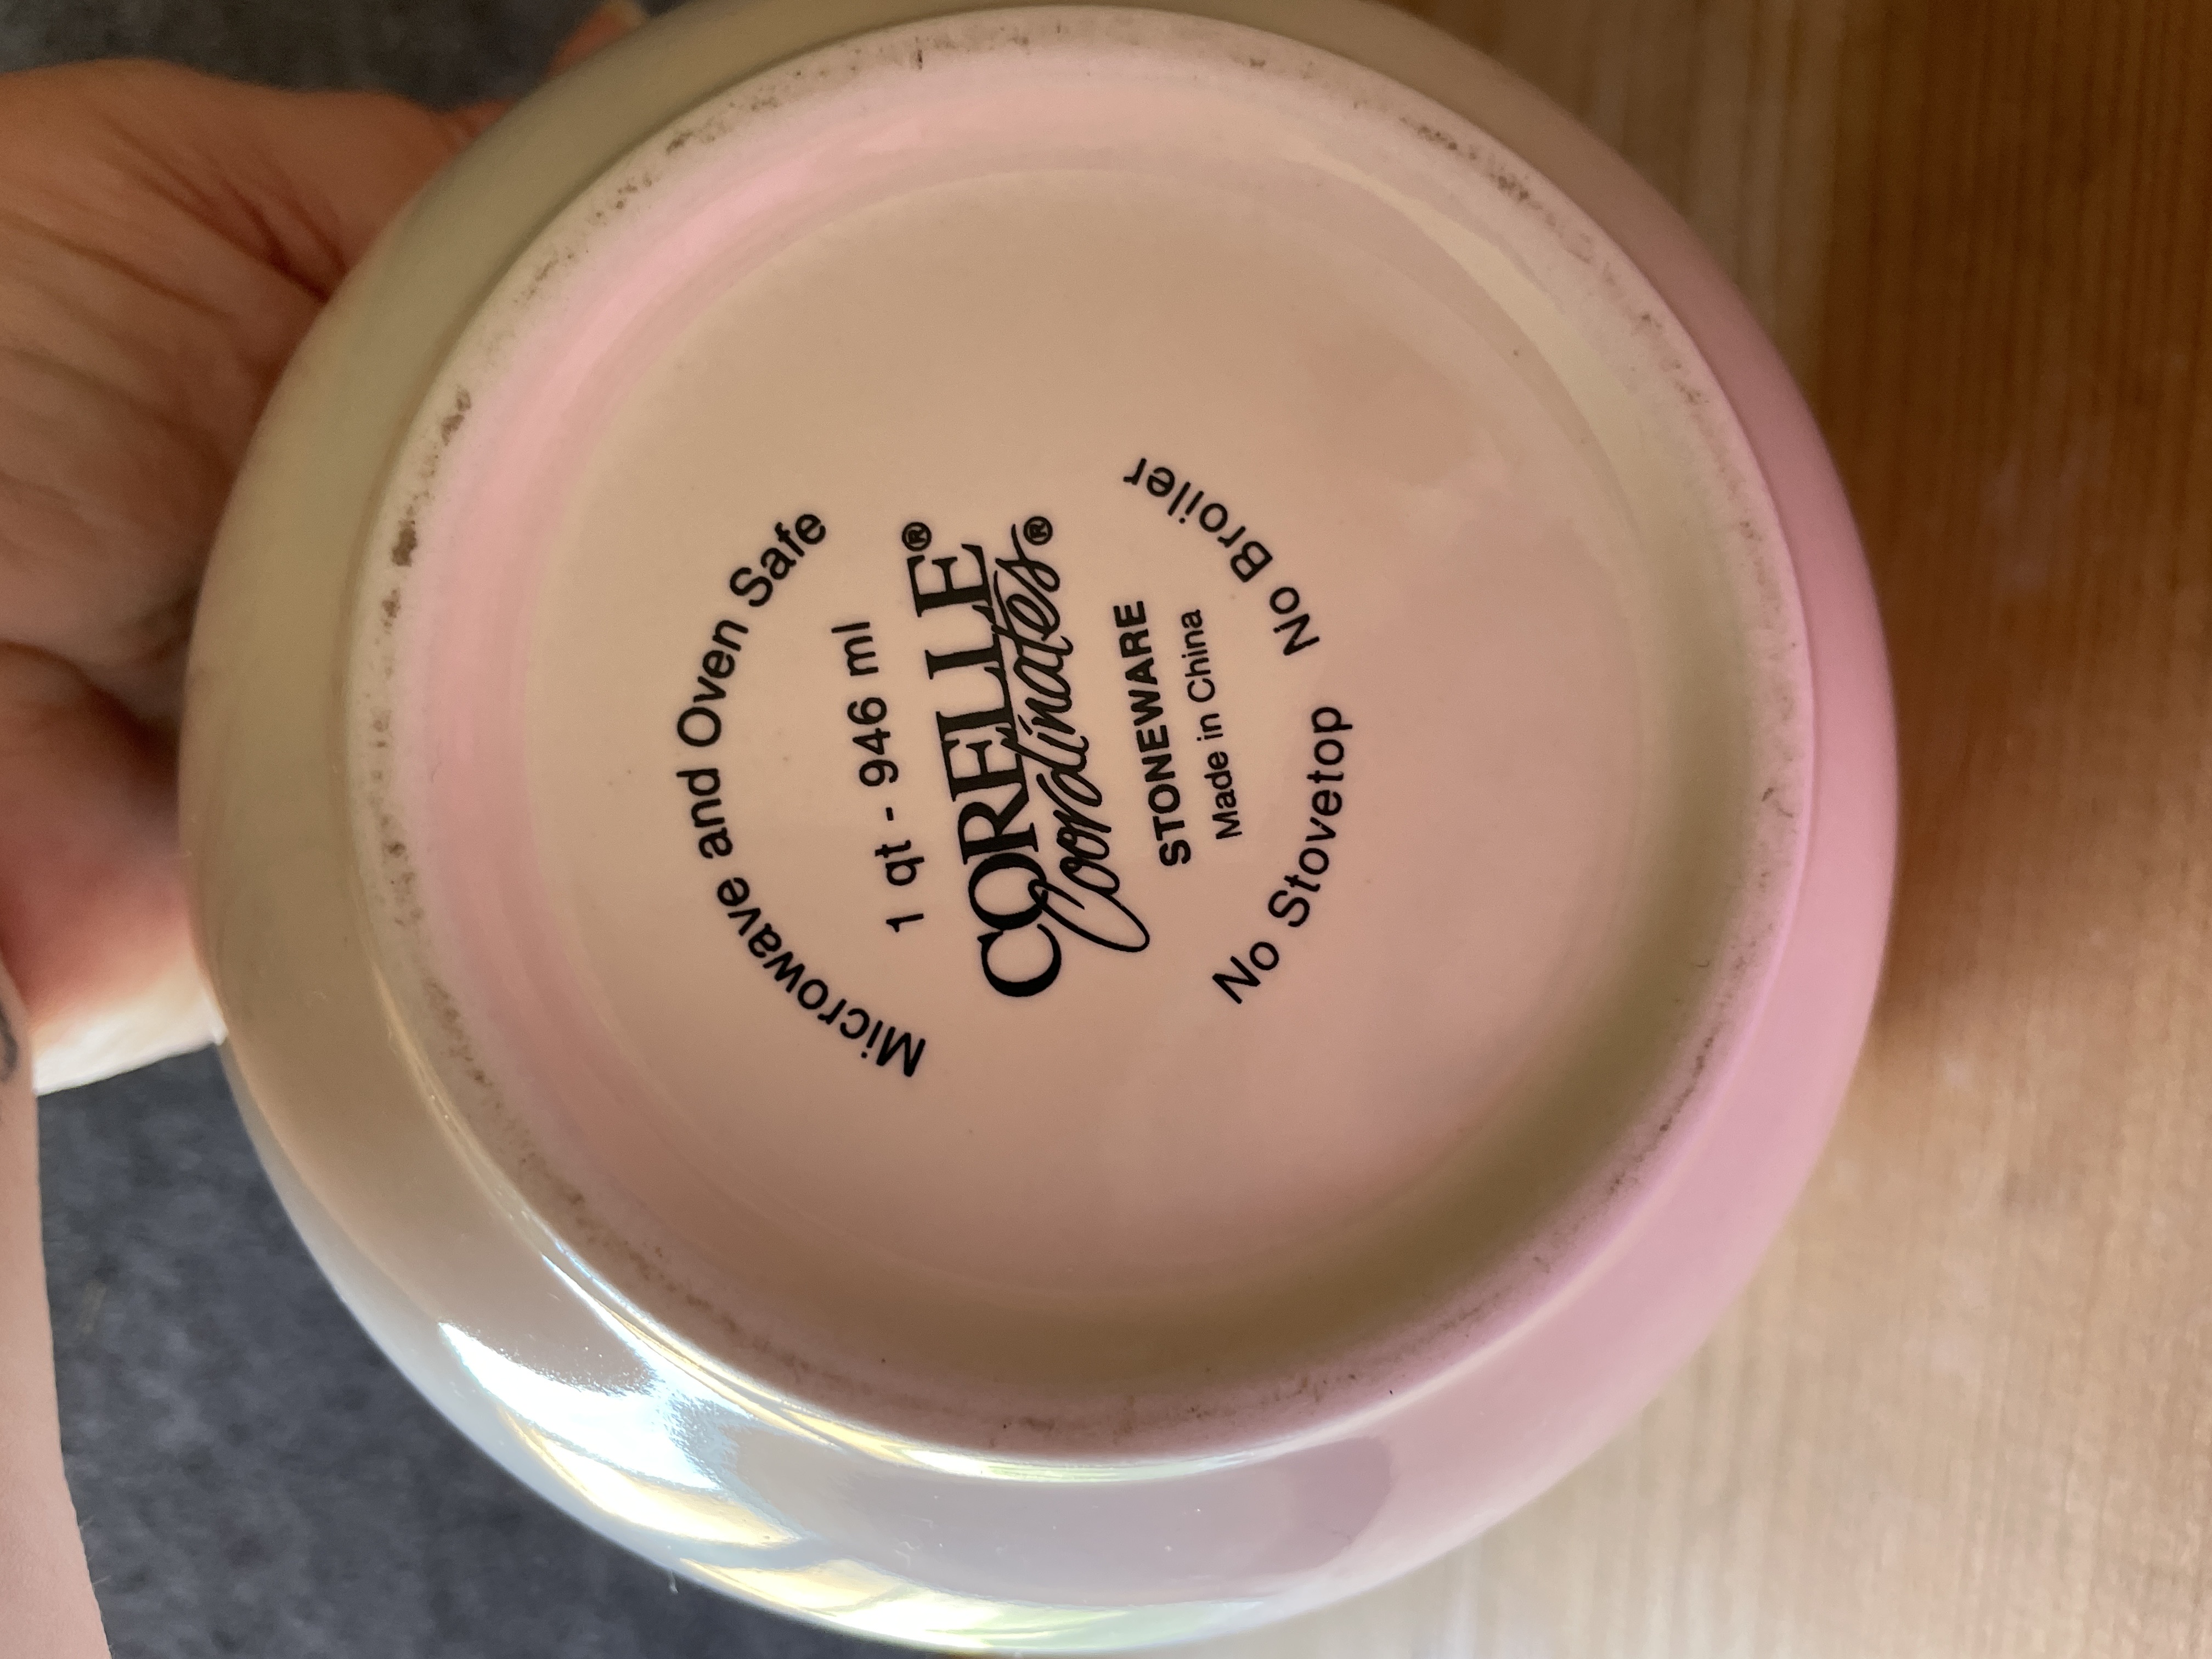 Microwave and Oven Safe
1 qt - 946 ml
CORELLE®
Coordinates®
STONEWARE
Made in China
No Stovetop No Broiler